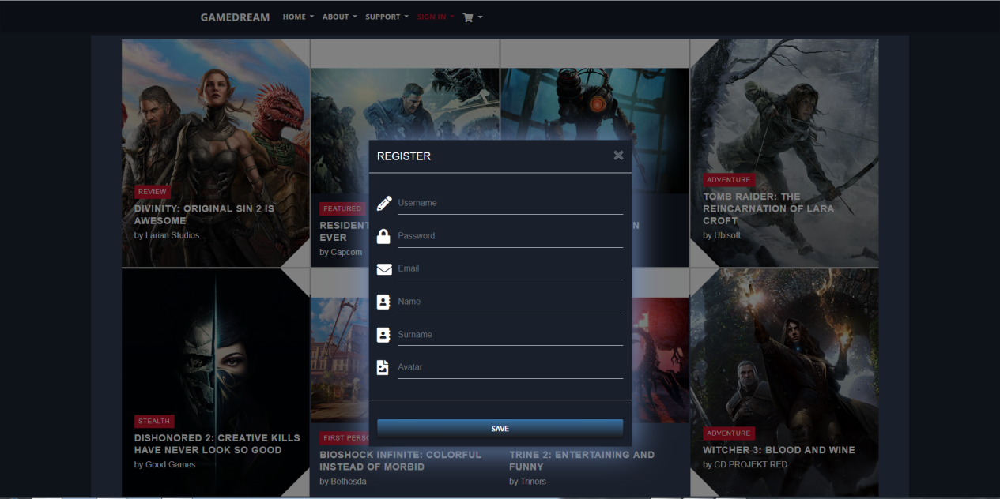 GAMEDREAM HOME ABOUT SUPPORT SIGN IN
REVIEW
DIVINITY: ORIGINAL SIN 2 IS
AWESOME
by Larian Studios
FEATURED
EVER
by Capcom
N
ADVENTURE
TOMB RAIDER: THE
REINCARNATION OF LARA
CROFT
by Ubisoft
REGISTER
Username
Password
Email
Name
Surname
Avatar
SAVE
STEALTH
DISHONORED 2: CREATIVE KILLS
HAVE NEVER LOOK SO GOOD
by Good Games
FIRST PERSO
BIOSHOCK INFINITE: COLORFUL
INSTEAD OF MORBID
by Bethesda
TRINE 2: ENTERTAINING AND
FUNNY
by Triners
ADVENTURE
WITCHER 3: BLOOD AND WINE
by CD PROJEKT RED